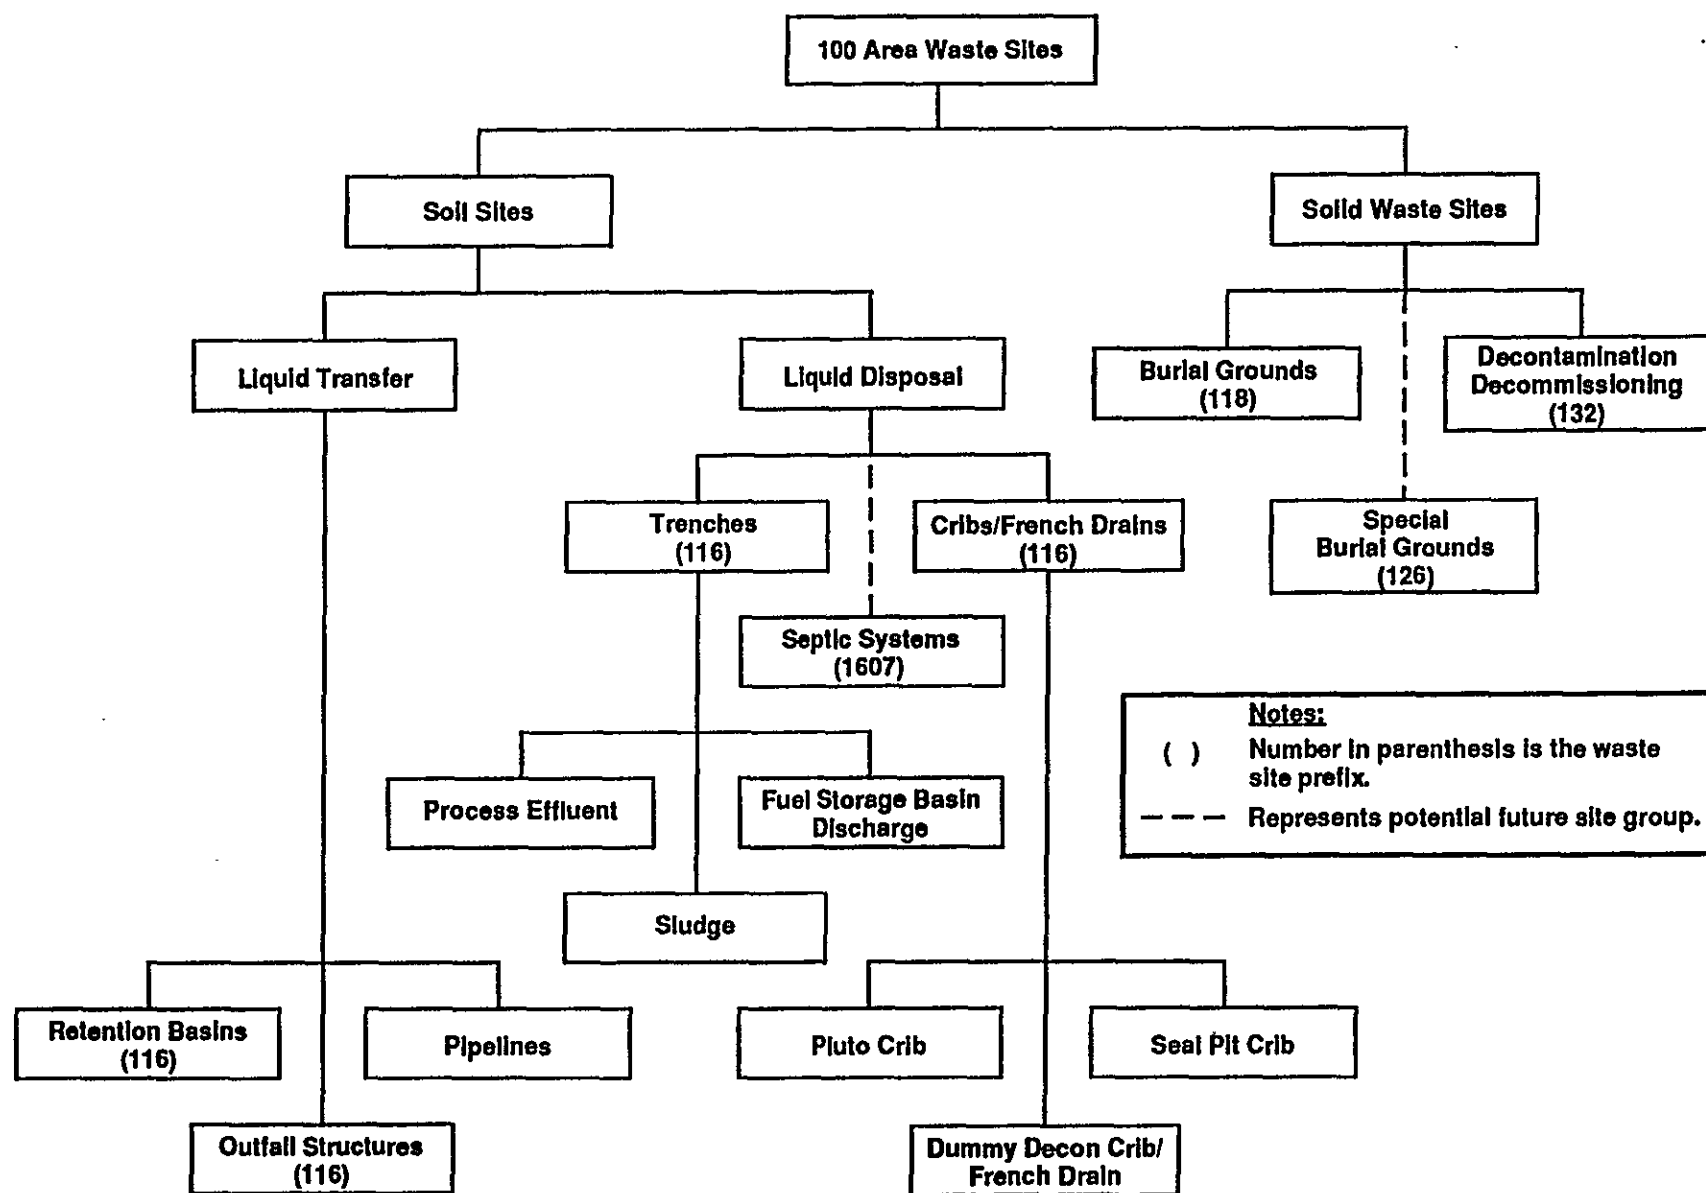 100 Area Waste Sites
Soil Sites
Solid Waste Sites
Liquid Transfer
Liquid Disposal
Burial Grounds
(118)
Decontamination
Decommissioning
(132)
Trenches
(116)
Cribs/French Drains
(116)
Special
Burial Grounds
(126)
Septic Systems
(1607)
Notes:
( ) Number in parenthesis is the waste
site prefix.
– – – Represents potential future site group.
Process Effluent
Fuel Storage Basin
Discharge
Sludge
Retention Basins
(116)
Pipelines
Pluto Crib
Seal Pit Crib
Outfall Structures
(116)
Dummy Decon Crib/
French Drain